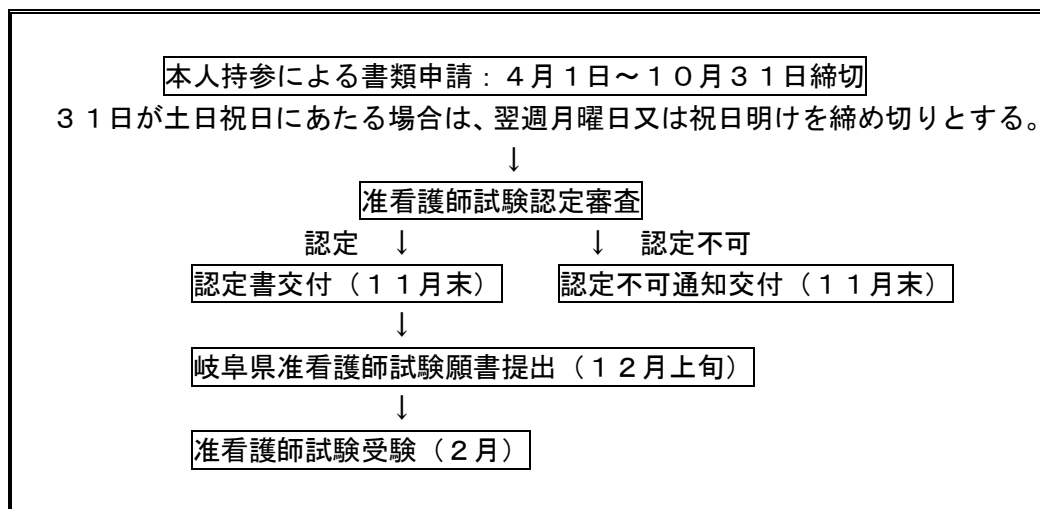 本人持参による書類申請：４月１日～１０月３１日締切
３１日が土日祝日にあたる場合は、翌週月曜日又は祝日明けを締め切りとする。
↓
准看護師試験認定審査
認定 ↓ ↓ 認定不可
認定書交付（１１月末） 認定不可通知交付（１１月末）
↓
岐阜県准看護師試験願書提出（１２月上旬）
↓
准看護師試験受験（２月）